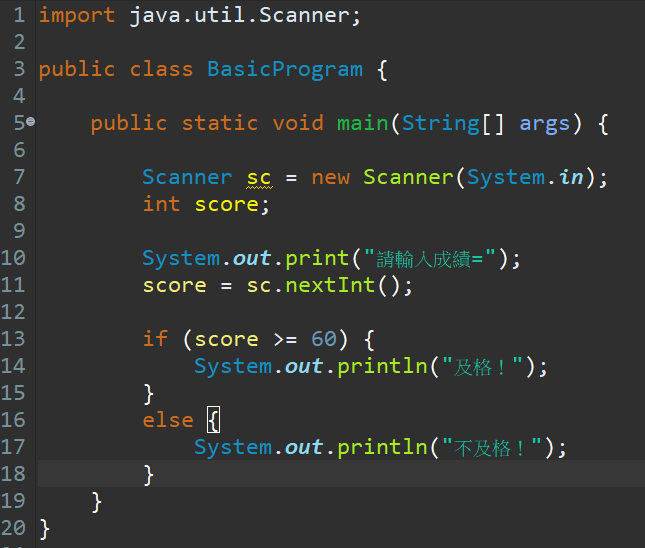 1 import java.util.Scanner;
2
3 public class BasicProgram {
4
5 public static void main(String[] args) {
6
7 Scanner sc = new Scanner(System.in);
8 int score;
9
10 System.out.print("請輸入成績=");
11 score = sc.nextInt();
12
13 if (score >= 60) {
14 System.out.println("及格！");
15 }
16 else {
17 System.out.println("不及格！");
18 }
19 }
20 }